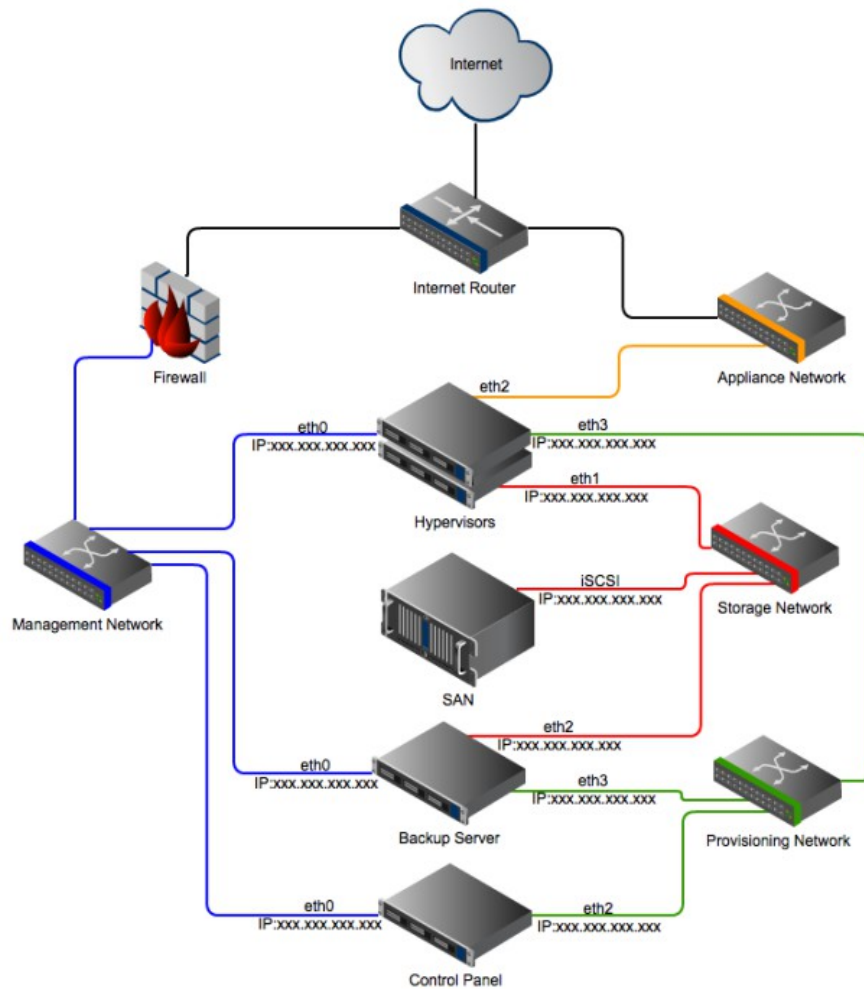 Internet
Internet Router
Firewall
Appliance Network
eth2
eth0
IP:xxx.xxx.xxx.xxx
eth3
IP:xxx.xxx.xxx.xxx
eth1
IP:xxx.xxx.xxx.xxx
Hypervisors
iSCSI
IP:xxx.xxx.xxx.xxx
Storage Network
Management Network
SAN
eth2
IP:xxx.xxx.xxx.xxx
eth0
IP:xxx.xxx.xxx.xxx
eth3
IP:xxx.xxx.xxx.xxx
Backup Server
Provisioning Network
eth0
IP:xxx.xxx.xxx.xxx
eth2
IP:xxx.xxx.xxx.xxx
Control Panel